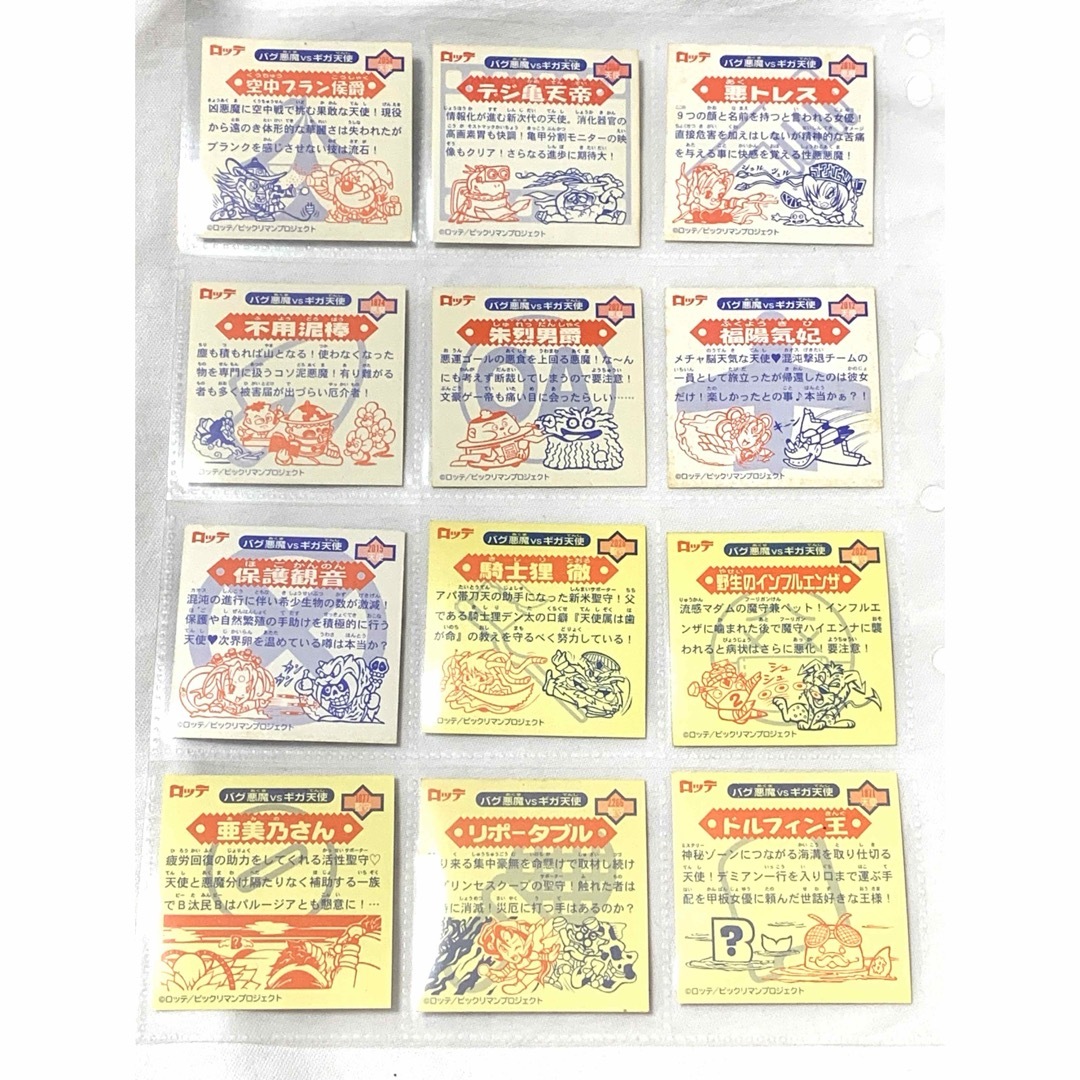 ロッテ
バグ悪魔vsギガ天使
空中ブラン侯爵
凶悪魔に空中戦で挑む果敢な天使！現役
から遠のき体形的な華麗さは失われたが
ブランクを感じさせない技は流石！
©ロッテ/ビックリマンプロジェクト
ロッテ
バグ悪魔vsギガ天使
テジ亀天帝
情報化が進む新次代の天使。消化器官の
高画素胃も快調！亀甲分割モニターの映
像もクリア！さらなる進歩に期待大！
©ロッテ/ビックリマンプロジェクト
ロッテ
バグ悪魔vsギガ天使
悪トレス
9つの顔と名前を持つと言われる女優！
直接危害を加えはしないが精神的な苦痛
を与える事に快感を覚える性悪悪魔！
ジョル
ジュル
©ロッテ/ビックリマンプロジェクト
ロッテ
バグ悪魔vsギガ天使
不用泥棒
塵も積もれば山となる！使わなくなった
物を専門に扱うコソ泥悪魔！有り難がる
者も多く被害届が出づらい厄介者！
©ロッテ/ビックリマンプロジェクト
ロッテ
バグ悪魔vsギガ天使
朱烈男爵
悪運ゴールの悪食を上回る悪魔！な〜ん
にも考えず断裁してしまうので要注意！
文豪ゲー帝も痛い目に会ったらしい……
©ロッテ/ビックリマンプロジェクト
ロッテ
バグ悪魔vsギガ天使
2012
福陽気妃
メチャ脳天気な天使♥混沌撃退チームの
一員として旅立ったが帰還したのは彼女
だけ！楽しかったとの事♪本当かぁ？！
キーン
©ロッテ/ビックリマンプロジェクト
ロッテ
バグ悪魔vsギガ天使
2015
保護観音
混沌の進行に伴い希少生物の数が激減！
保護や自然繁殖の手助けを積極的に行う
天使♥次界卵を温めている噂は本当か？
ガジ
ガジ
©ロッテ/ビックリマンプロジェクト
ロッテ
バグ悪魔vsギガ天使
騎士狸 徹
アパ番刀天の助手になった新米聖守！父
である騎士狸デン太の口癖『天使属は歯
が命』の教えを守るべく努力している！
©ロッテ/ビックリマンプロジェクト
ロッテ
バグ悪魔vsギガ天使
2032
野生のインフルエンザ
流感マダムの魔守兼ペット！インフルエ
ンザに噛まれた後で魔守ハイエンナに襲
われると病状はさらに悪化！要注意！
シュー
シュー
©ロッテ/ビックリマンプロジェクト
ロッテ
バグ悪魔vsギガ天使
亜美乃さん
疲労回復の助力をしてくれる活性聖守♡
天使と悪魔分け隔たりなく補助する一族
でB汰民Bはバルージアとも懇意に！…
©ロッテ/ビックリマンプロジェクト
ロッテ
バグ悪魔vsギガ天使
リポータブル
り来る集中豪無を命懸けで取材し続け
プリンセスクープの聖守！触れた者は
時に消滅！災厄に打つ手はあるのか？
©ロッテ/ビックリマンプロジェクト
ロッテ
バグ悪魔vsギガ天使
ドルフィン王
神秘ゾーンにつながる海溝を取り仕切る
天使！デミアン一行を入り口まで運ぶ手
配を甲板女優に頼んだ世話好きな王様！
B
?
©ロッテ/ビックリマンプロジェクト